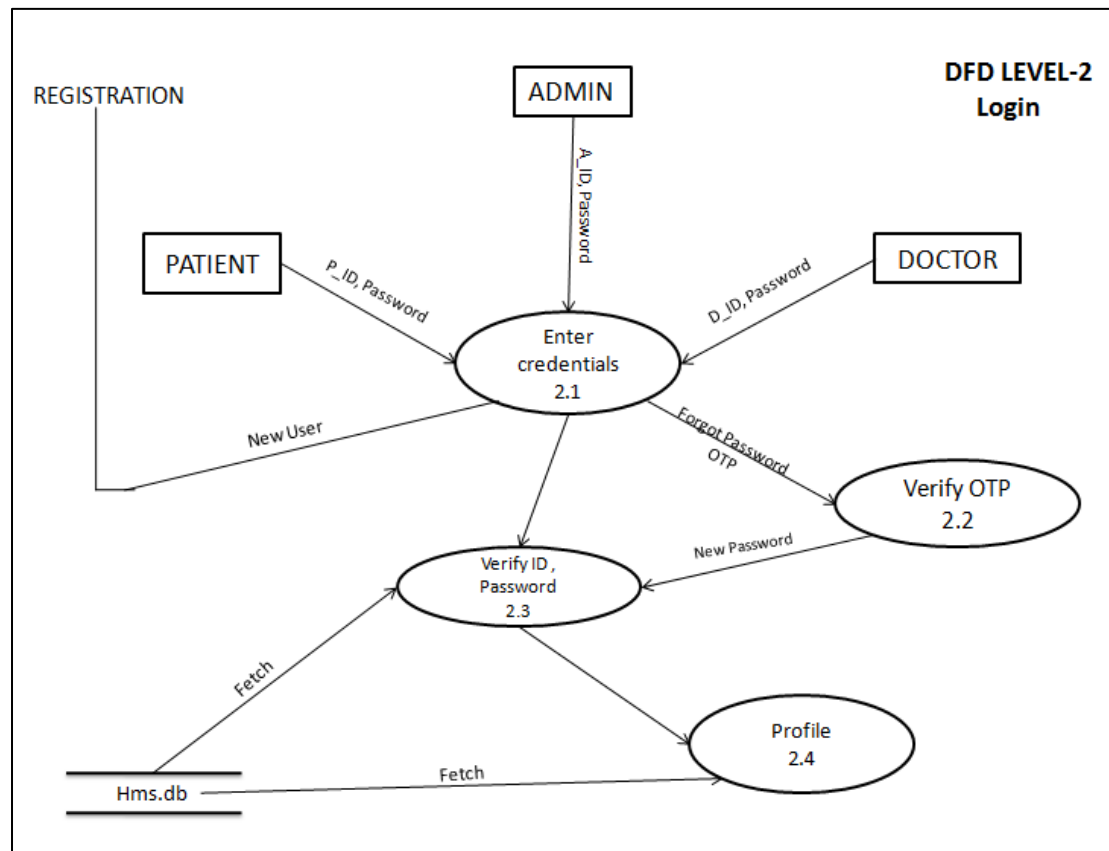 DFD LEVEL-2
Login
REGISTRATION
ADMIN
A_ID, Password
PATIENT
P_ID, Password
DOCTOR
D_ID, Password
Enter
credentials
2.1
New User
Forgot Password
OTP
Verify OTP
2.2
New Password
Verify ID ,
Password
2.3
Fetch
Profile
2.4
Fetch
Hms.db